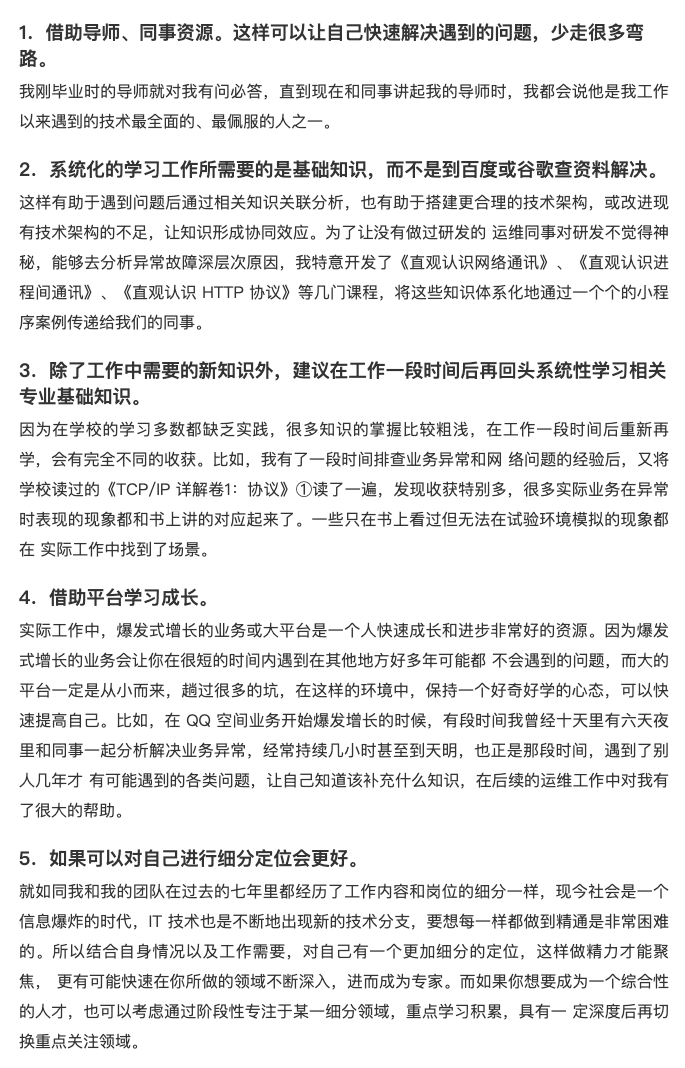 1．借助导师、同事资源。这样可以让自己快速解决遇到的问题，少走很多弯
路。
我刚毕业时的导师就对我有问必答，直到现在和同事讲起我的导师时，我都会说他是我工作
以来遇到的技术最全面的、最佩服的人之一。
2．系统化的学习工作所需要的是基础知识，而不是到百度或谷歌查资料解决。
这样有助于遇到问题后通过相关知识关联分析，也有助于搭建更合理的技术架构，或改进现
有技术架构的不足，让知识形成协同效应。为了让没有做过研发的 运维同事对研发不觉得神
秘，能够去分析异常故障深层次原因，我特意开发了《直观认识网络通讯》、《直观认识进
程间通讯》、《直观认识 HTTP 协议》等几门课程，将这些知识体系化地通过一个个的小程
序案例传递给我们的同事。
3．除了工作中需要的新知识外，建议在工作一段时间后再回头系统性学习相关
专业基础知识。
因为在学校的学习多数都缺乏实践，很多知识的掌握比较粗浅，在工作一段时间后重新再
学，会有完全不同的收获。比如，我有了一段时间排查业务异常和网 络问题的经验后，又将
学校读过的《TCP/IP 详解卷1：协议》①读了一遍，发现收获特别多，很多实际业务在异常
时表现的现象都和书上讲的对应起来了。一些只在书上看过但无法在试验环境模拟的现象都
在 实际工作中找到了场景。
4．借助平台学习成长。
实际工作中，爆发式增长的业务或大平台是一个人快速成长和进步非常好的资源。因为爆发
式增长的业务会让你在很短的时间内遇到在其他地方好多年可能都 不会遇到的问题，而大的
平台一定是从小而来，趟过很多的坑，在这样的环境中，保持一个好奇好学的心态，可以快
速提高自己。比如，在 QQ 空间业务开始爆发增长的时候，有段时间我曾经十天里有六天夜
里和同事一起分析解决业务异常，经常持续几小时甚至到天明，也正是那段时间，遇到了别
人几年才 有可能遇到的各类问题，让自己知道该补充什么知识，在后续的运维工作中对我有
了很大的帮助。
5．如果可以对自己进行细分定位会更好。
就如同我和我的团队在过去的七年里都经历了工作内容和岗位的细分一样，现今社会是一个
信息爆炸的时代，IT 技术也是不断地出现新的技术分支，要想每一样都做到精通是非常困难
的。所以结合自身情况以及工作需要，对自己有一个更加细分的定位，这样做精力才能聚
焦， 更有可能快速在你所做的领域不断深入，进而成为专家。而如果你想要成为一个综合性
的人才，也可以考虑通过阶段性专注于某一细分领域，重点学习积累，具有一 定深度后再切
换重点关注领域。